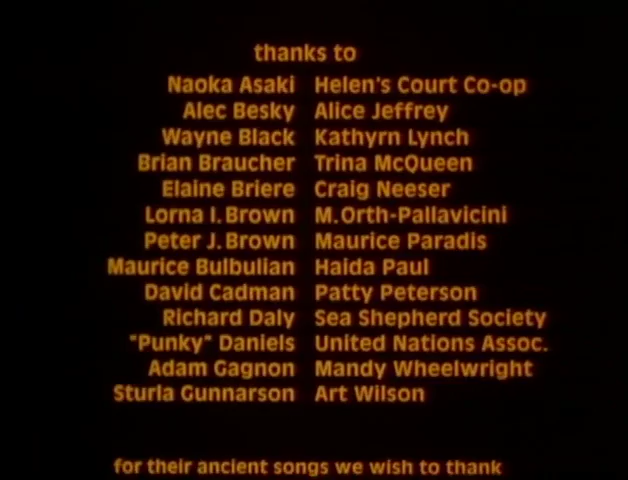 thanks to
Naoka Asaki Helen's Court Co-op
Alec Besky Alice Jeffrey
Wayne Black Kathyrn Lynch
Brian Braucher Trina McQueen
Elaine Briere Craig Neeser
Lorna I. Brown M. Orth-Pallavicini
Peter J. Brown Maurice Paradis
Maurice Bulbulian Haida Paul
David Cadman Patty Peterson
Richard Daly Sea Shepherd Society
"Punky" Daniels United Nations Assoc.
Adam Gagnon Mandy Wheelwright
Sturla Gunnarson Art Wilson
for their ancient songs we wish to thank